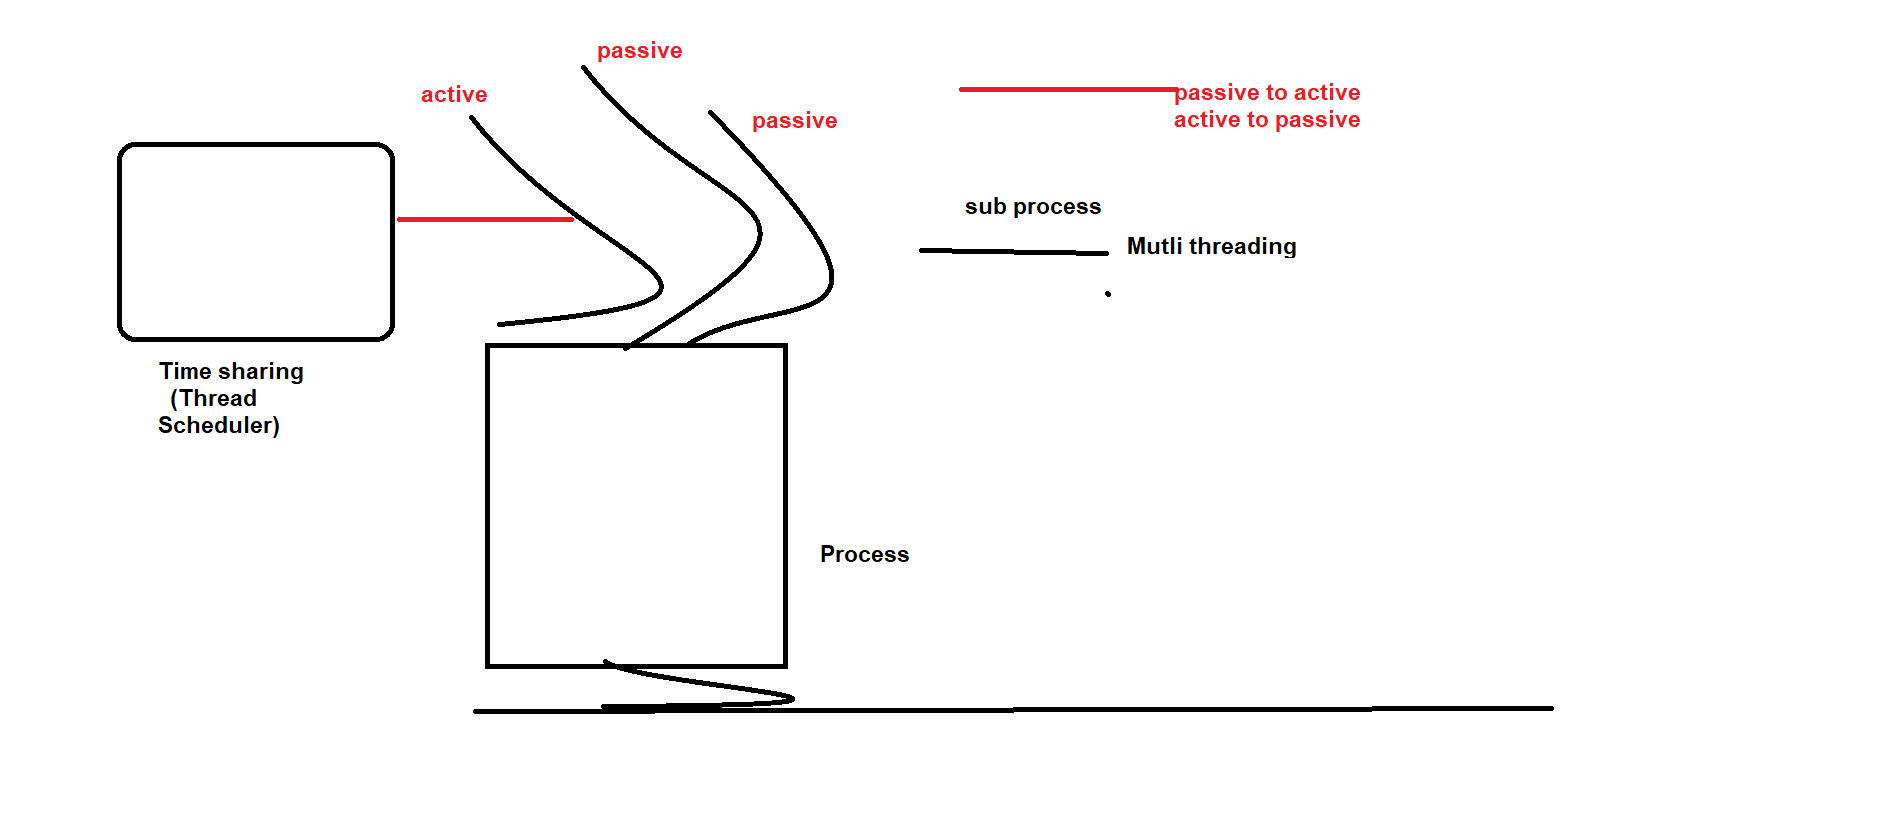 passive
active
passive
passive to active
active to passive
sub process
Mutli threading
Time sharing
(Thread
Scheduler)
Process